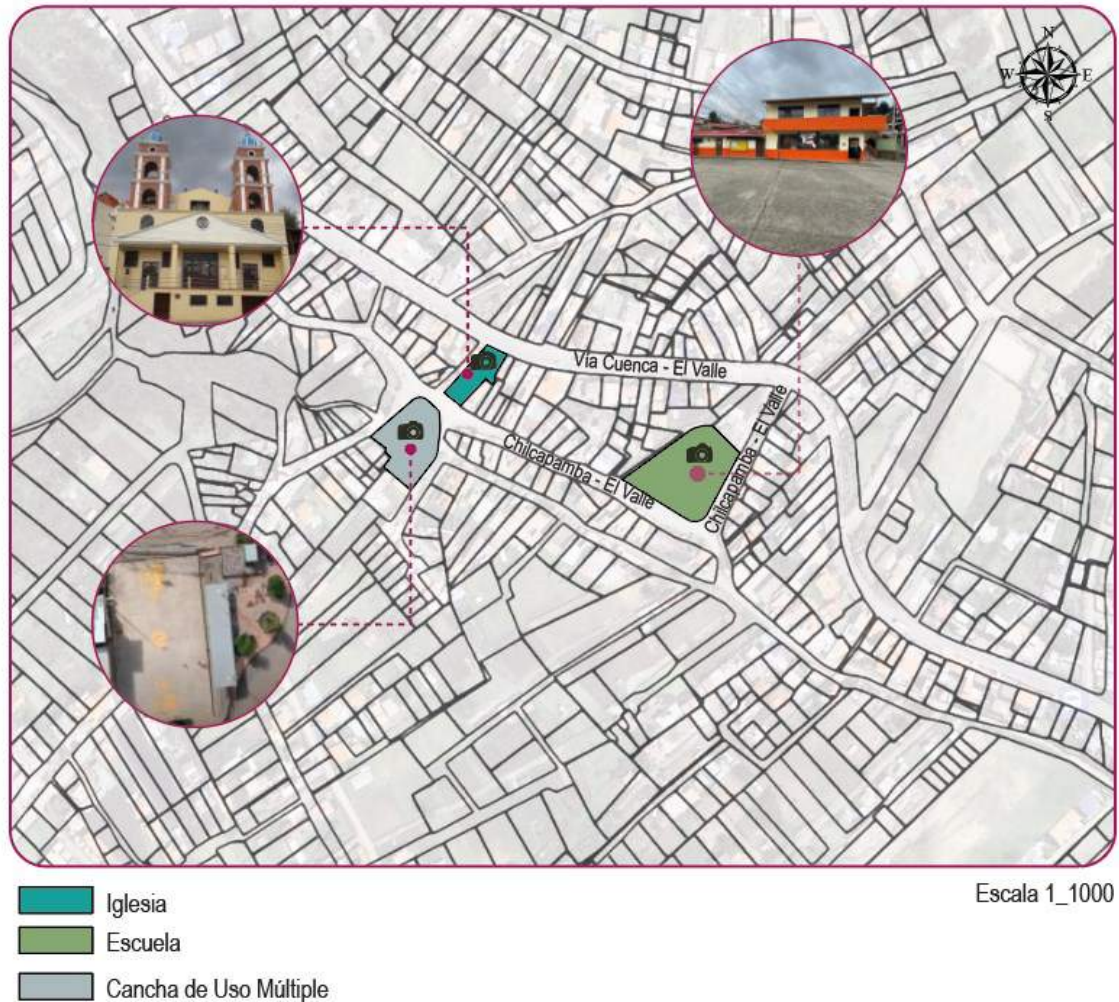 N
W E
S
Vía Cuenca - El Valle
Chilcapamba - El Valle
Chilcapamba - El Valle
Escala 1_1000
Iglesia
Escuela
Cancha de Uso Múltiple